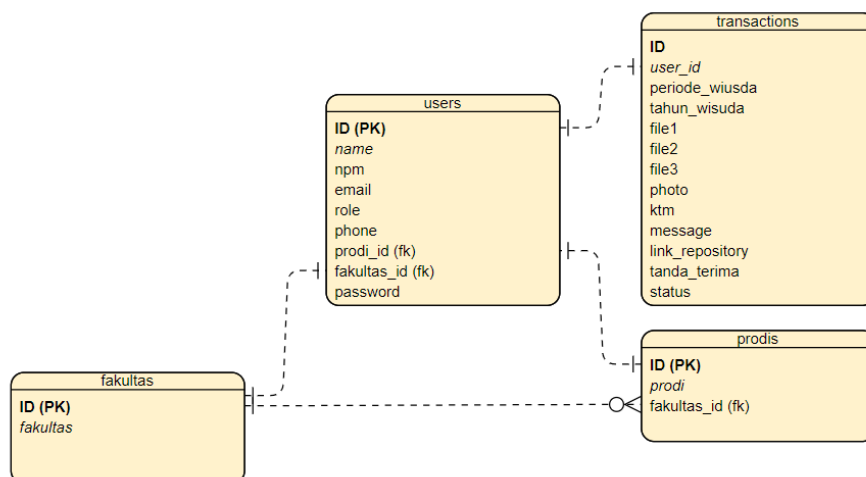 transactions
ID
user_id
periode_wiusda
tahun_wisuda
file1
file2
file3
photo
ktm
message
link_repository
tanda_terima
status
users
ID (PK)
name
npm
email
role
phone
prodi_id (fk)
fakultas_id (fk)
password
prodis
ID (PK)
prodi
fakultas_id (fk)
fakultas
ID (PK)
fakultas